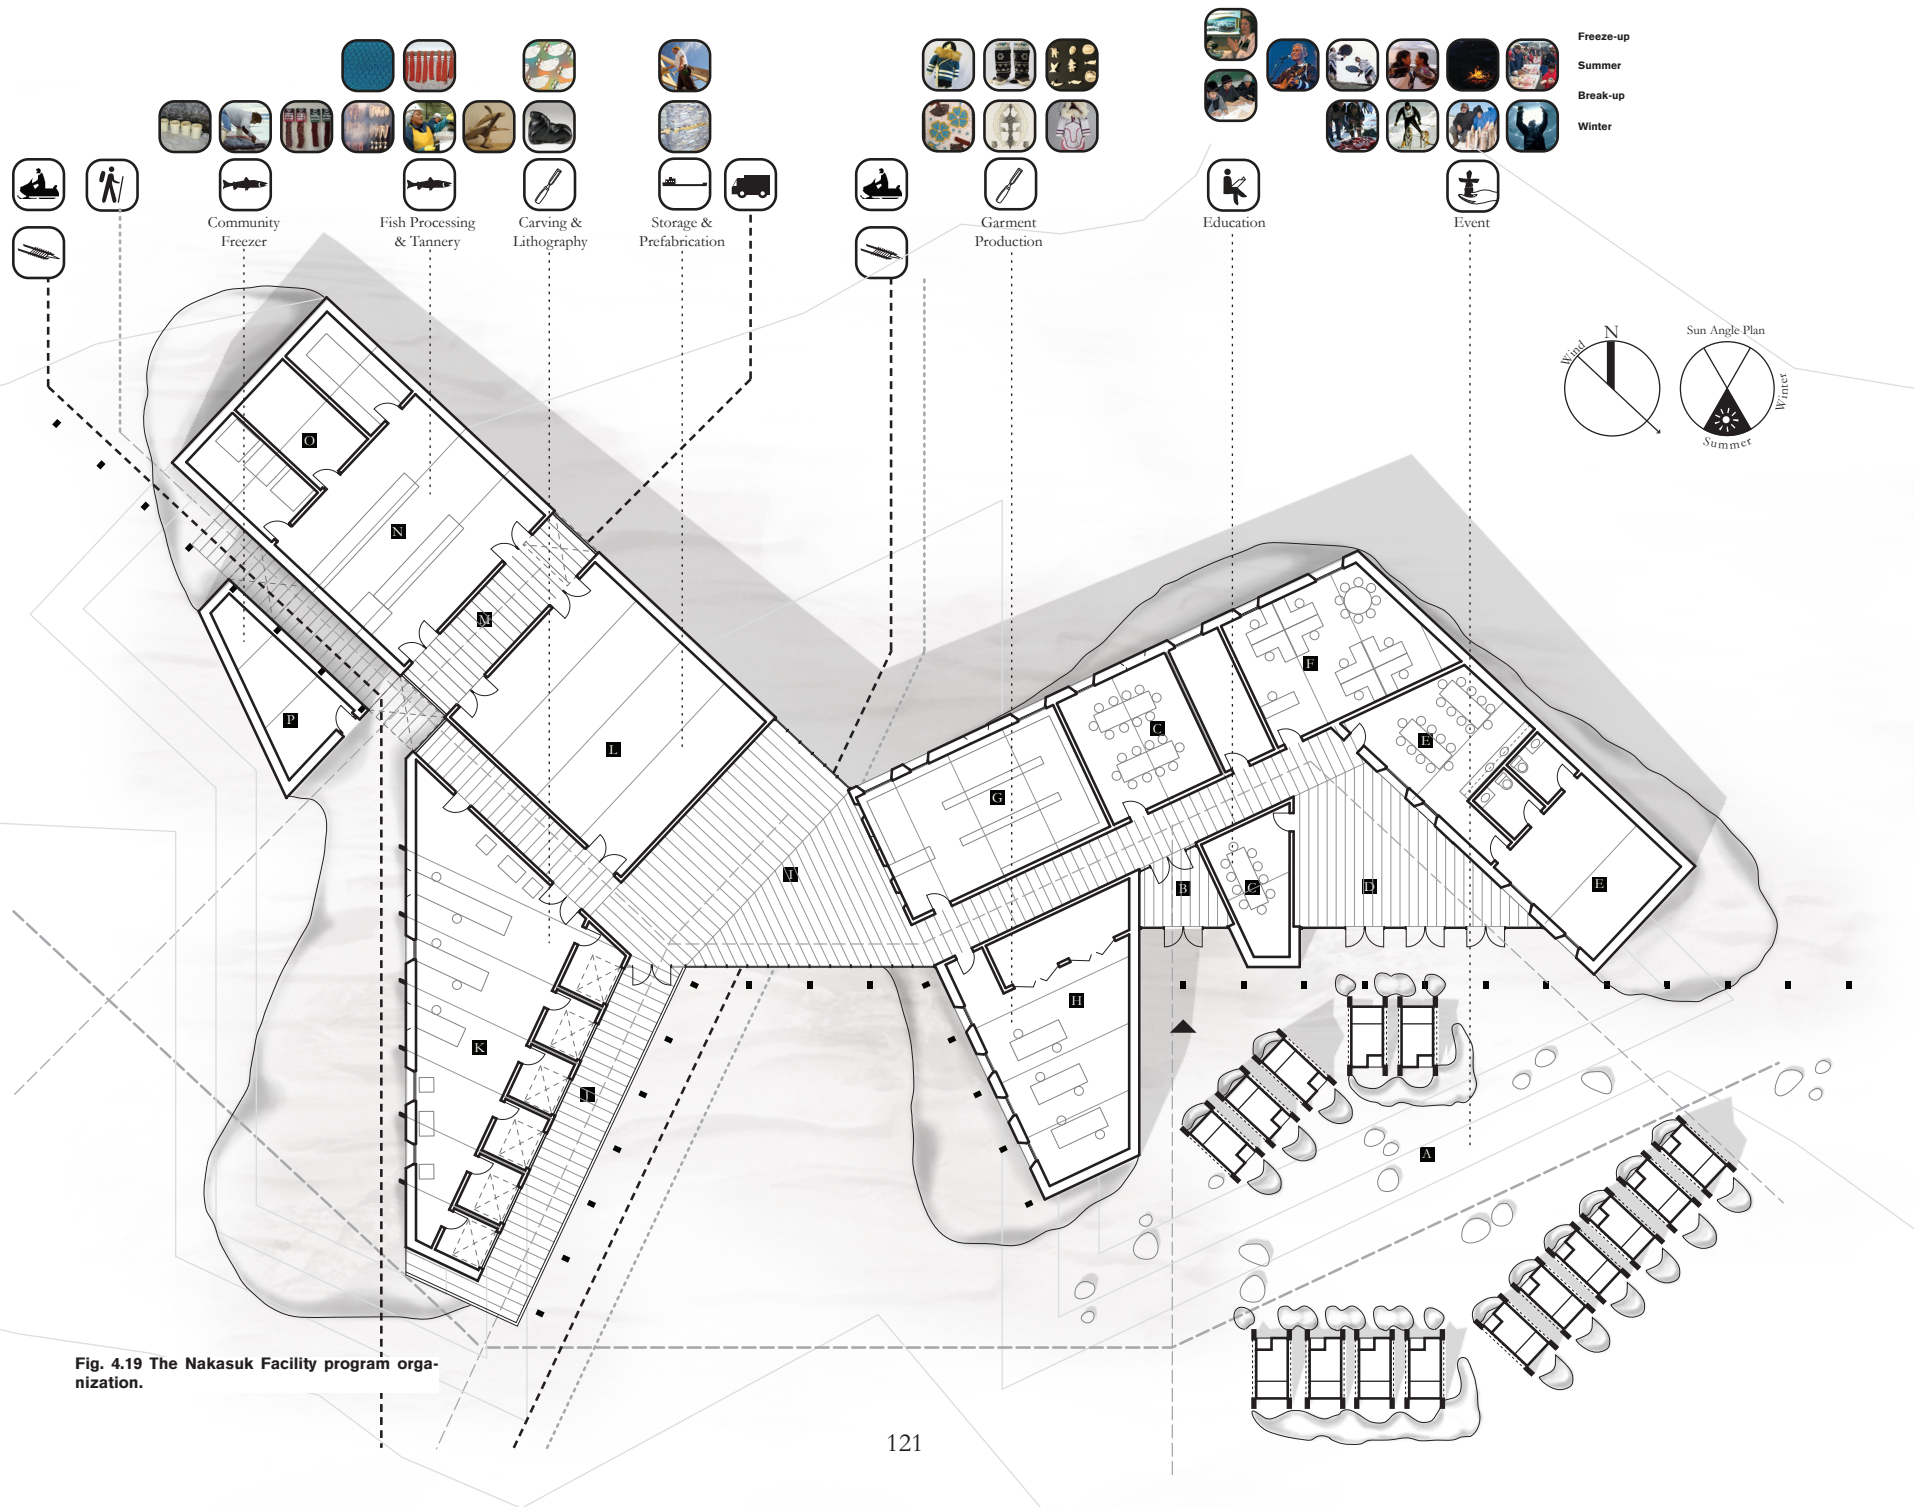 Freeze-up
Summer
Break-up
Winter
Community
Freezer
Fish Processing
& Tannery
Carving &
Lithography
Storage &
Prefabrication
Garment
Production
Education
Event
N
Wind
Sun Angle Plan
Winter
Summer
O
N
M
P
L
F
C
E
G
I
B
C
D
E
H
K
J
A
Fig. 4.19 The Nakasuk Facility program orga-
nization.
121